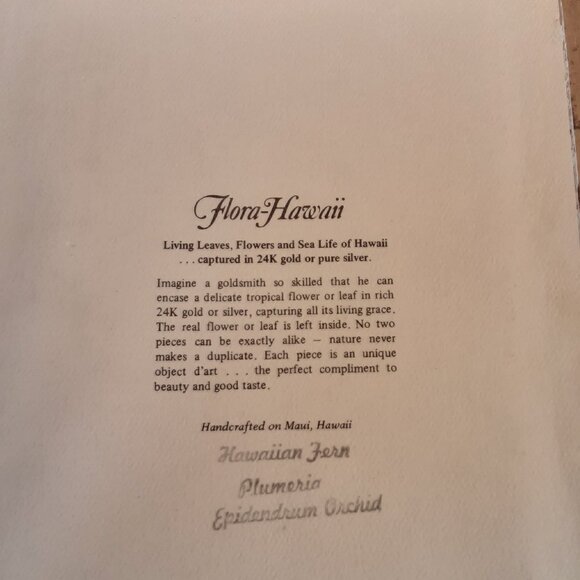 Flora-Hawaii
Living Leaves, Flowers and Sea Life of Hawaii
. . . captured in 24K gold or pure silver.
Imagine a goldsmith so skilled that he can
encase a delicate tropical flower or leaf in rich
24K gold or silver, capturing all its living grace.
The real flower or leaf is left inside. No two
pieces can be exactly alike — nature never
makes a duplicate. Each piece is an unique
object d'art . . . the perfect compliment to
beauty and good taste.
Handcrafted on Maui, Hawaii
Hawaiian Fern
Plumeria
Epidendrum Orchid